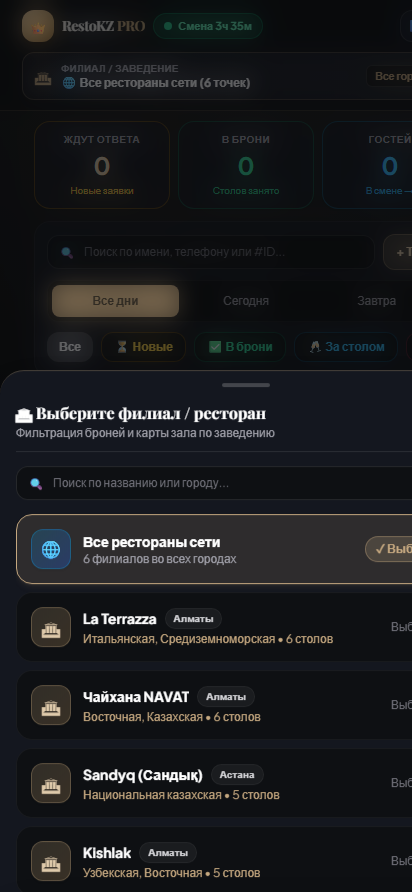 RestoKZ PRO
Смена 3ч 35м
ФИЛИАЛ / ЗАВЕДЕНИЕ
Все рестораны сети (6 точек)
Все гор
ЖДУТ ОТВЕТА
0
Новые заявки
В БРОНИ
0
Столов занято
ГОСТЕЙ
0
В смене —
Поиск по имени, телефону или #ID...
+ Т
Все дни
Сегодня
Завтра
Все
Новые
В брони
За столом
Выберите филиал / ресторан
Фильтрация броней и карты зала по заведению
Поиск по названию или городу...
Все рестораны сети
6 филиалов во всех городах
✓ Выб
La Terrazza
Алматы
Итальянская, Средиземноморская • 6 столов
Выб
Чайхана NAVAT
Алматы
Восточная, Казахская • 6 столов
Выб
Sandyq (Сандық)
Астана
Национальная казахская • 5 столов
Выб
Kishlak
Алматы
Узбекская, Восточная • 5 столов
Выб